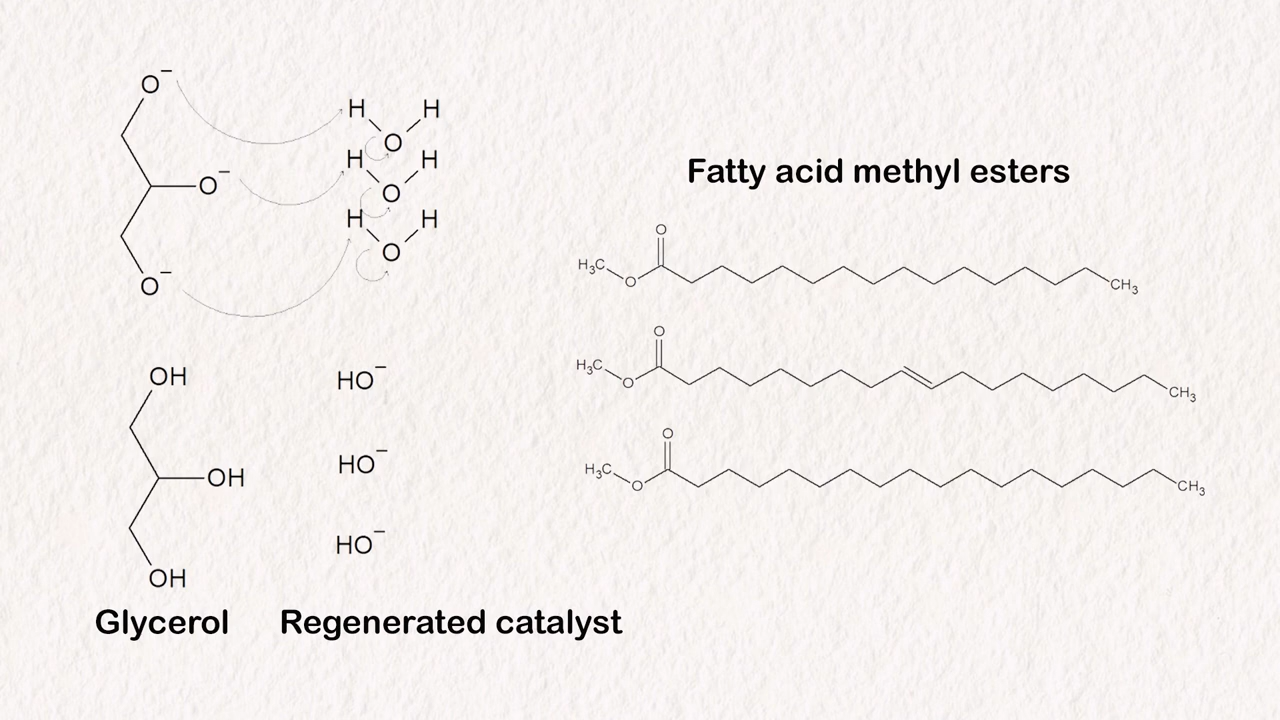 O⁻
O⁻
O⁻
H H
O
H H
O
H H
O
OH
OH
OH
HO⁻
HO⁻
HO⁻
Glycerol
Regenerated catalyst
Fatty acid methyl esters
O
H₃C
O
CH₃
O
H₃C
O
CH₃
O
H₃C
O
CH₃